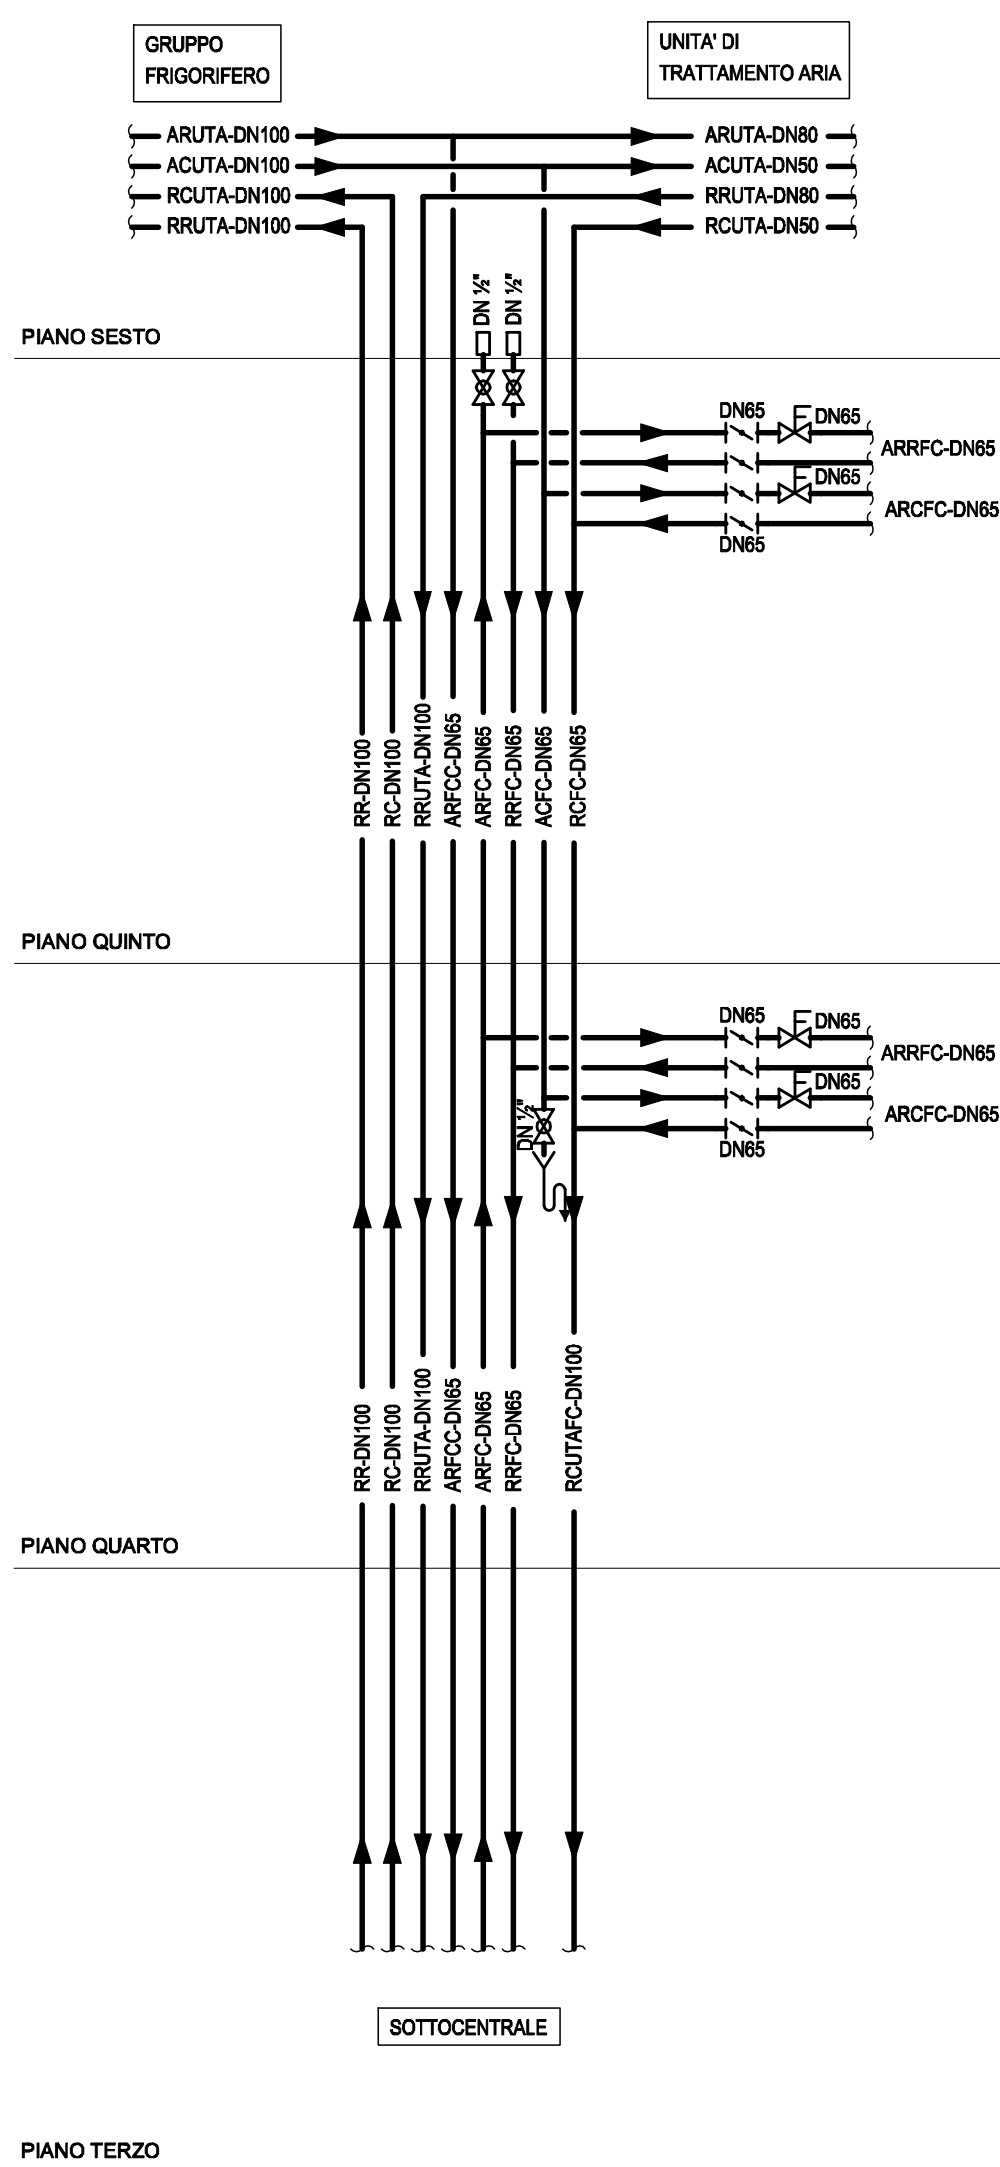 GRUPPO
FRIGORIFERO
UNITA' DI
TRATTAMENTO ARIA
ARUTA-DN100
ARUTA-DN80
ACUTA-DN100
ACUTA-DN50
RCUTA-DN100
RRUTA-DN80
RRUTA-DN100
RCUTA-DN50
DN ½"
DN ½"
PIANO SESTO
DN65
DN65
ARRFC-DN65
DN65
ARCFC-DN65
DN65
RR-DN100
RC-DN100
RRUTA-DN100
ARFCC-DN65
ARFC-DN65
RRFC-DN65
ACFC-DN65
RCFC-DN65
PIANO QUINTO
DN65
DN65
ARRFC-DN65
DN65
ARCFC-DN65
DN ½"
DN65
RR-DN100
RC-DN100
RRUTA-DN100
ARFCC-DN65
ARFC-DN65
RRFC-DN65
RCUTAFC-DN100
PIANO QUARTO
SOTTOCENTRALE
PIANO TERZO